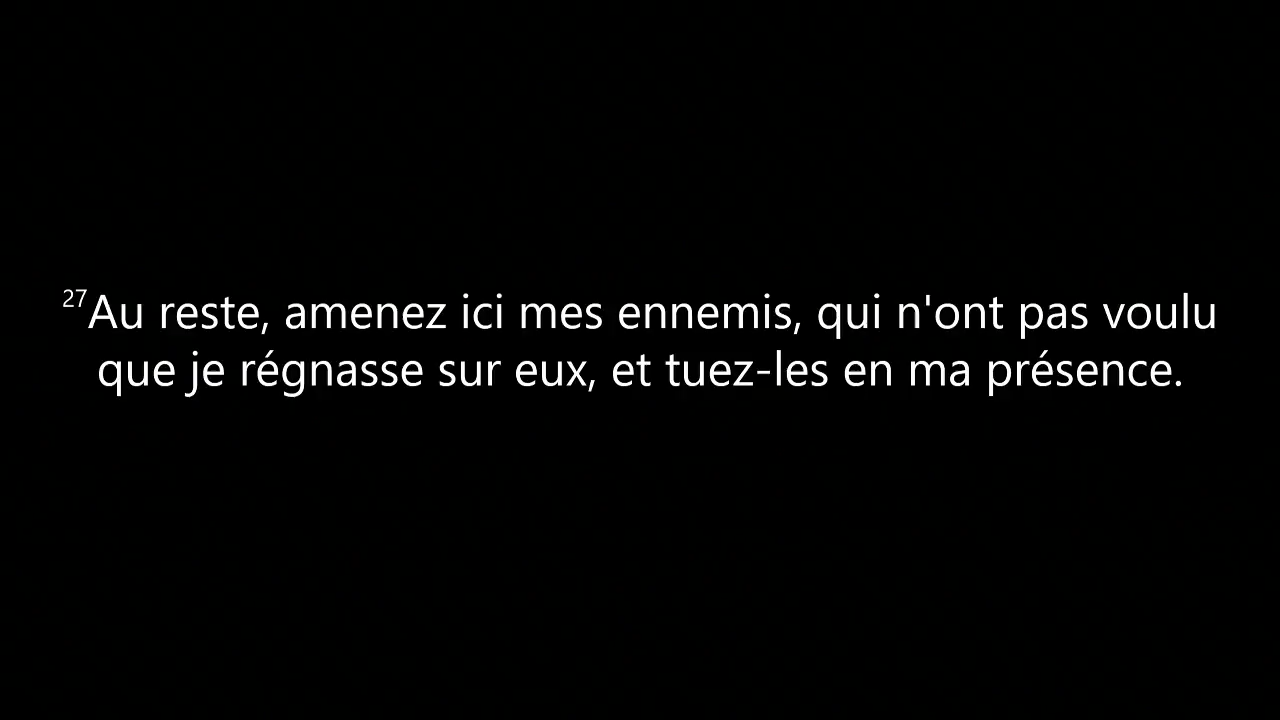 27Au reste, amenez ici mes ennemis, qui n'ont pas voulu
que je régnasse sur eux, et tuez-les en ma présence.